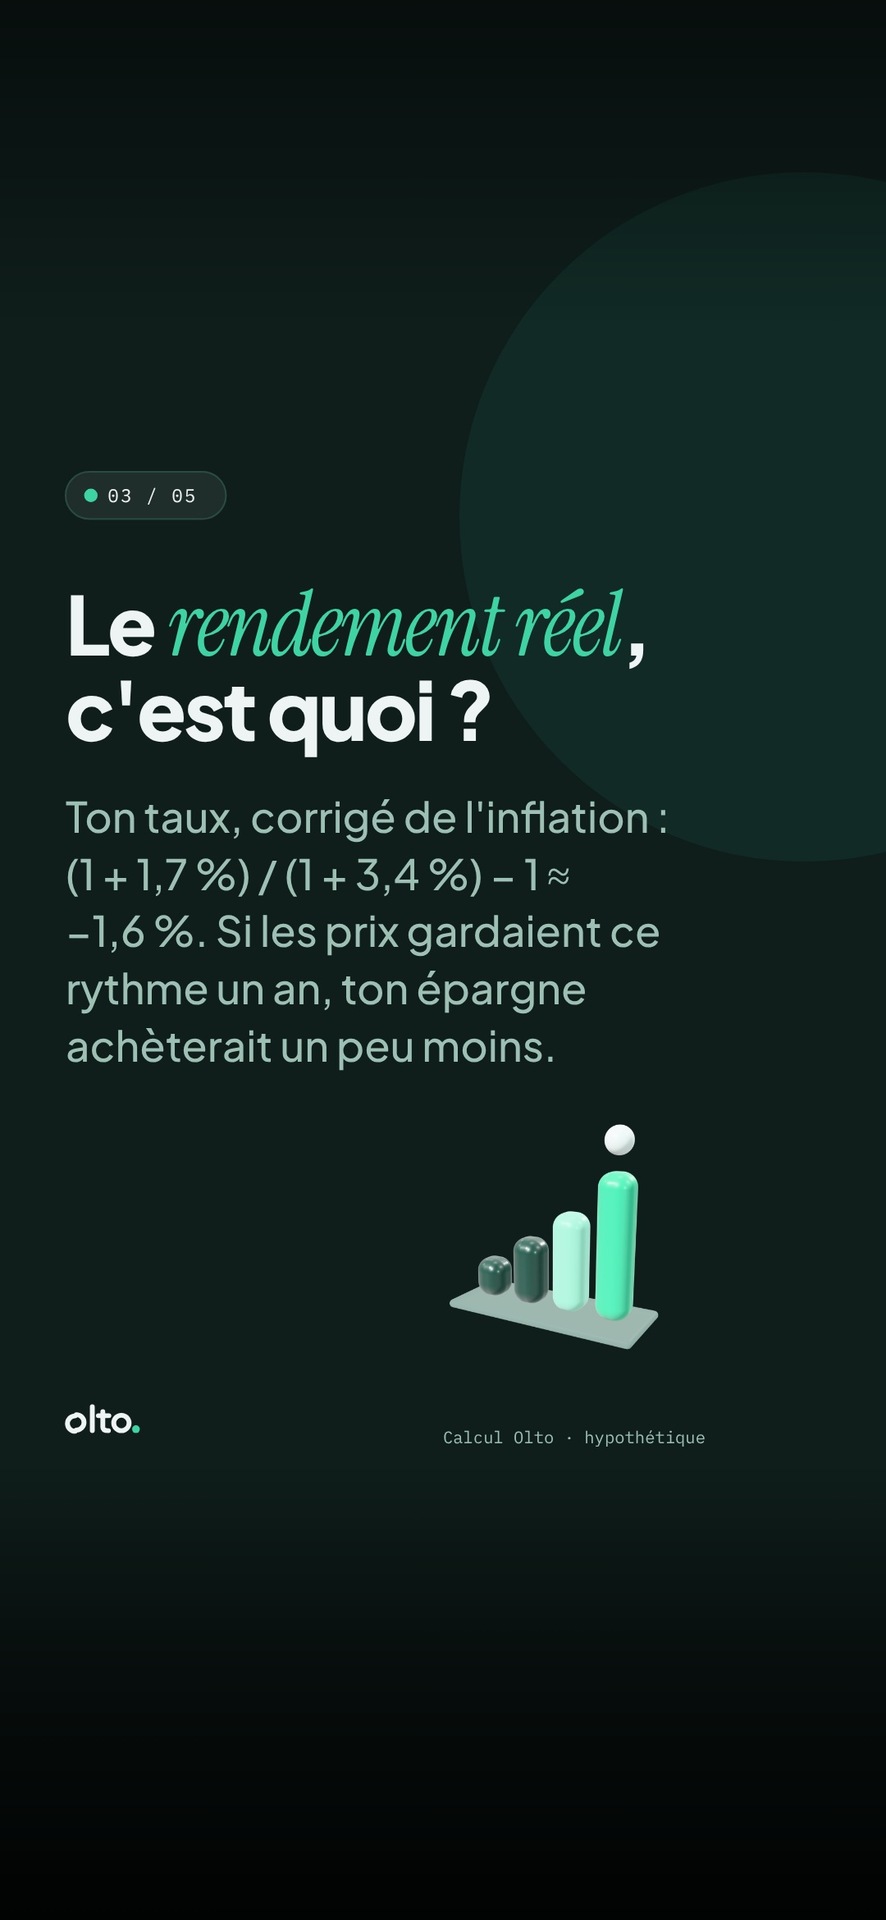 03 / 05
Le rendement réel,
c'est quoi ?
Ton taux, corrigé de l'inflation :
(1 + 1,7 %) / (1 + 3,4 %) − 1 ≈
−1,6 %. Si les prix gardaient ce
rythme un an, ton épargne
achèterait un peu moins.
olto.
Calcul Olto · hypothétique